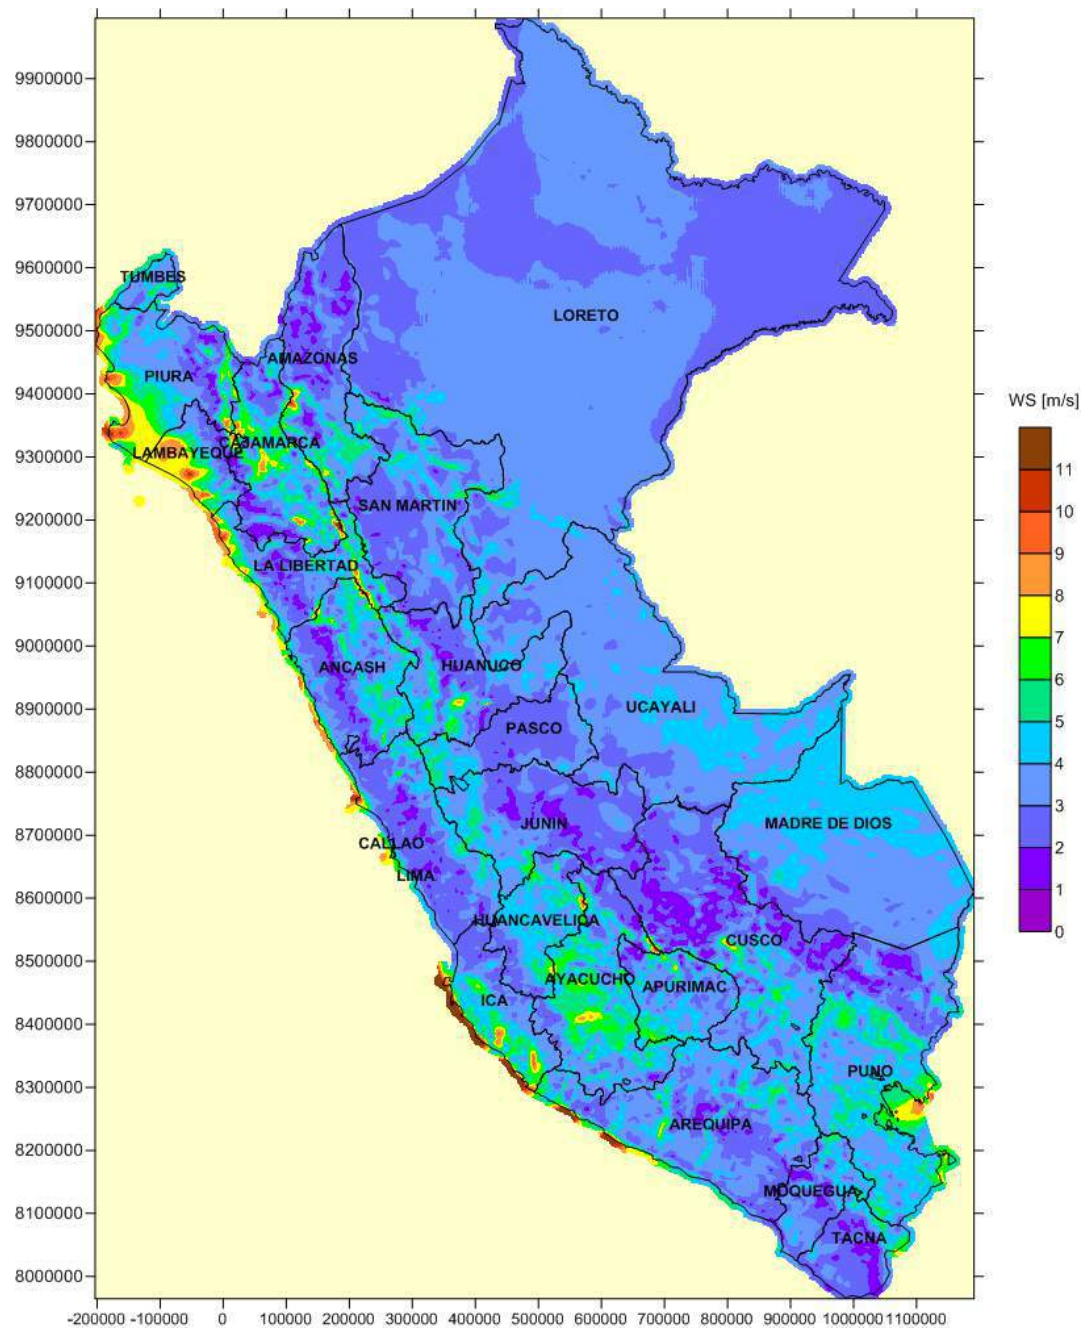 9900000
9800000
9700000
9600000
TUMBES
LORETO
9500000
AMAZONAS
PIURA
9400000
WS [m/s]
CAJAMARCA
LAMBAYEQUE
9300000
11
SAN MARTIN
10
9200000
9
LA LIBERTAD
8
9100000
7
9000000
ANCASH
HUANUCO
6
8900000
UCAYALI
PASCO
5
8800000
4
JUNIN
MADRE DE DIOS
3
8700000
CALLAO
2
LIMA
1
8600000
HUANCAVELICA
0
CUSCO
8500000
AYACUCHO
APURIMAC
ICA
8400000
PUNO
8300000
AREQUIPA
8200000
MOQUEGUA
8100000
TACNA
8000000
-200000 -100000 0 100000 200000 300000 400000 500000 600000 700000 800000 900000 1000000 1100000